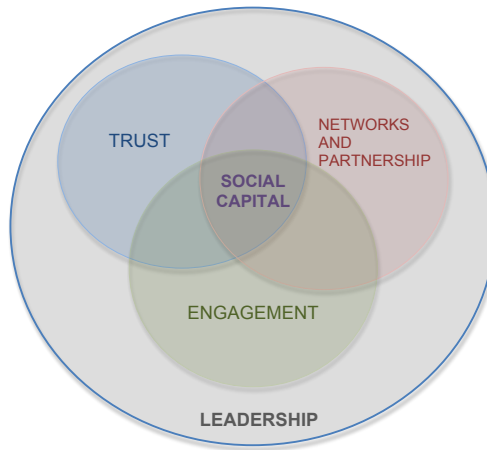 TRUST
NETWORKS
AND
PARTNERSHIP
SOCIAL
CAPITAL
ENGAGEMENT
LEADERSHIP